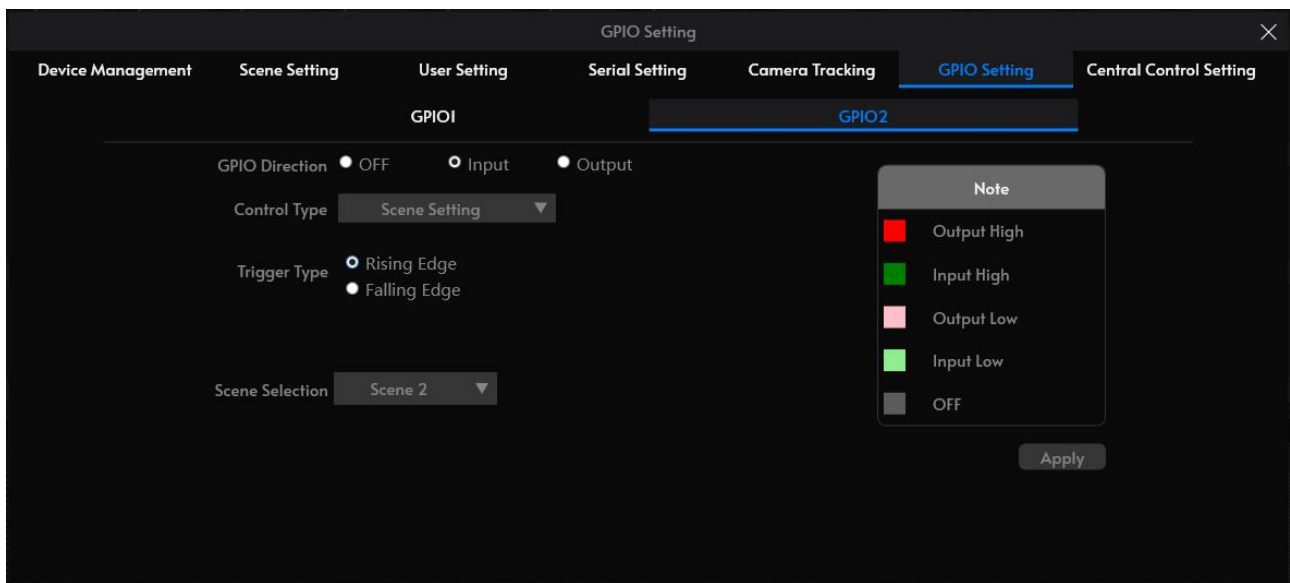 GPIO Setting
Device Management Scene Setting User Setting Serial Setting Camera Tracking GPIO Setting Central Control Setting
GPIO1 GPIO2
GPIO Direction OFF Input Output
Control Type Scene Setting
Trigger Type Rising Edge
Falling Edge
Scene Selection Scene 2
Note
Output High
Input High
Output Low
Input Low
OFF
Apply